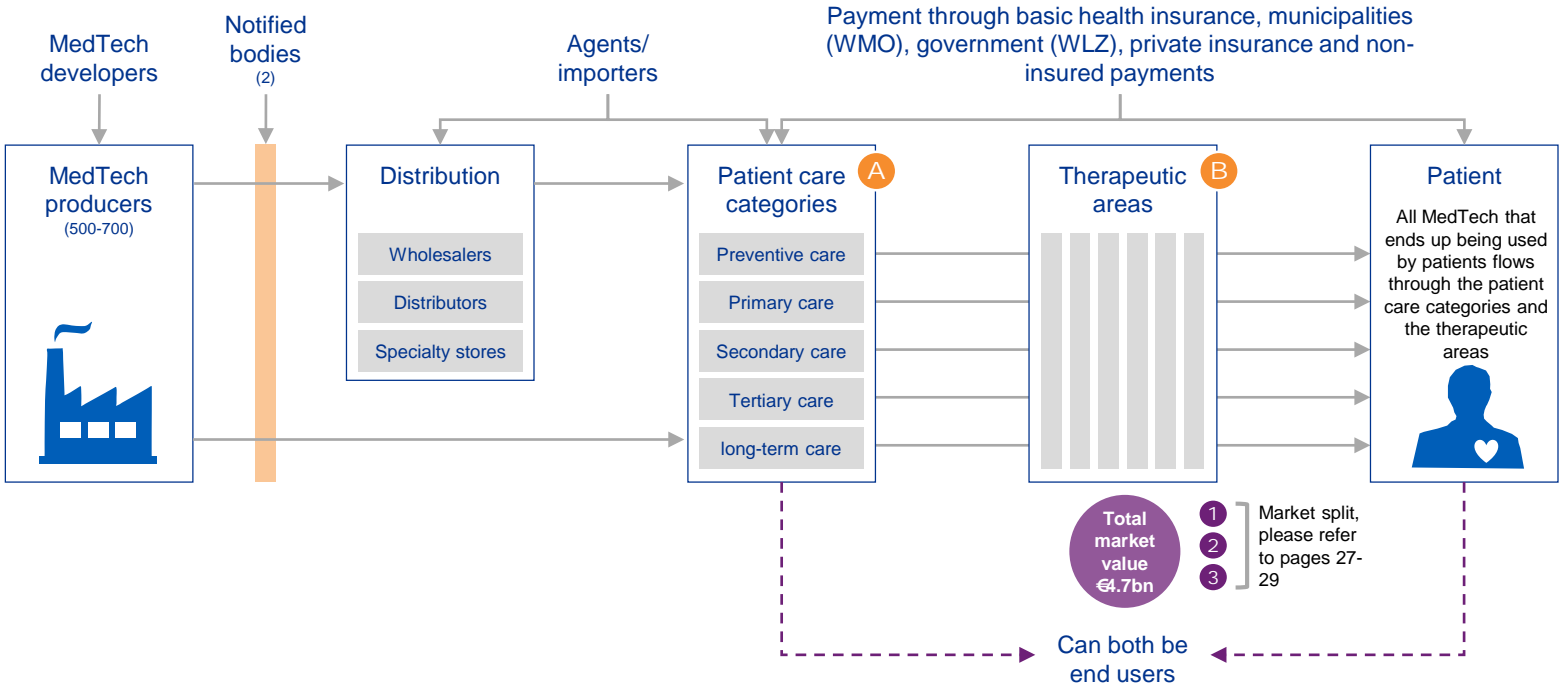 MedTech
developers
Notified
bodies
(2)
Agents/
importers
Payment through basic health insurance, municipalities
(WMO), government (WLZ), private insurance and non-
insured payments
MedTech
producers
(500-700)
Distribution
Wholesalers
Distributors
Specialty stores
Patient care
categories
A
Preventive care
Primary care
Secondary care
Tertiary care
long-term care
Therapeutic
areas
B
Patient
All MedTech that
ends up being used
by patients flows
through the patient
care categories and
the therapeutic
areas
Total
market
value
€4.7bn
1
2
3
Market split,
please refer
to pages 27-
29
Can both be
end users